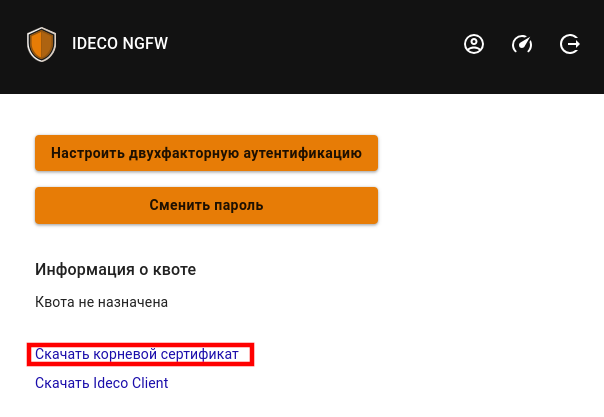 IDECO NGFW
Настроить двухфакторную аутентификацию
Сменить пароль
Информация о квоте
Квота не назначена
Скачать корневой сертификат
Скачать Ideco Client